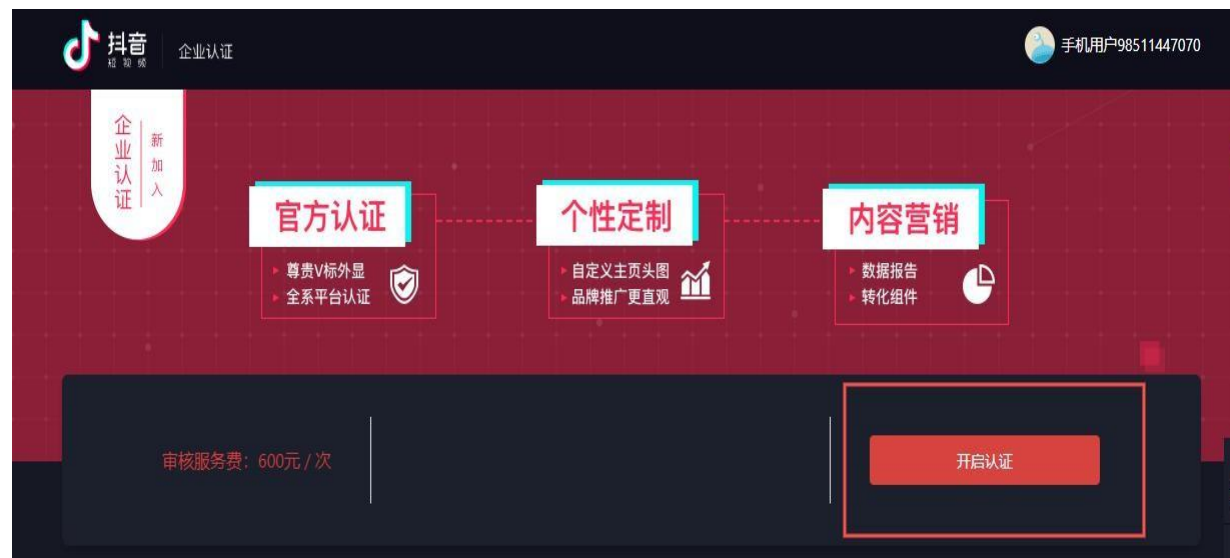 抖音
短视频
企业认证
手机用户98511447070
企业认证
新加入
官方认证
尊贵V标外显
全系平台认证
个性定制
自定义主页头图
品牌推广更直观
内容营销
数据报告
转化组件
审核服务费：600元 / 次
开启认证